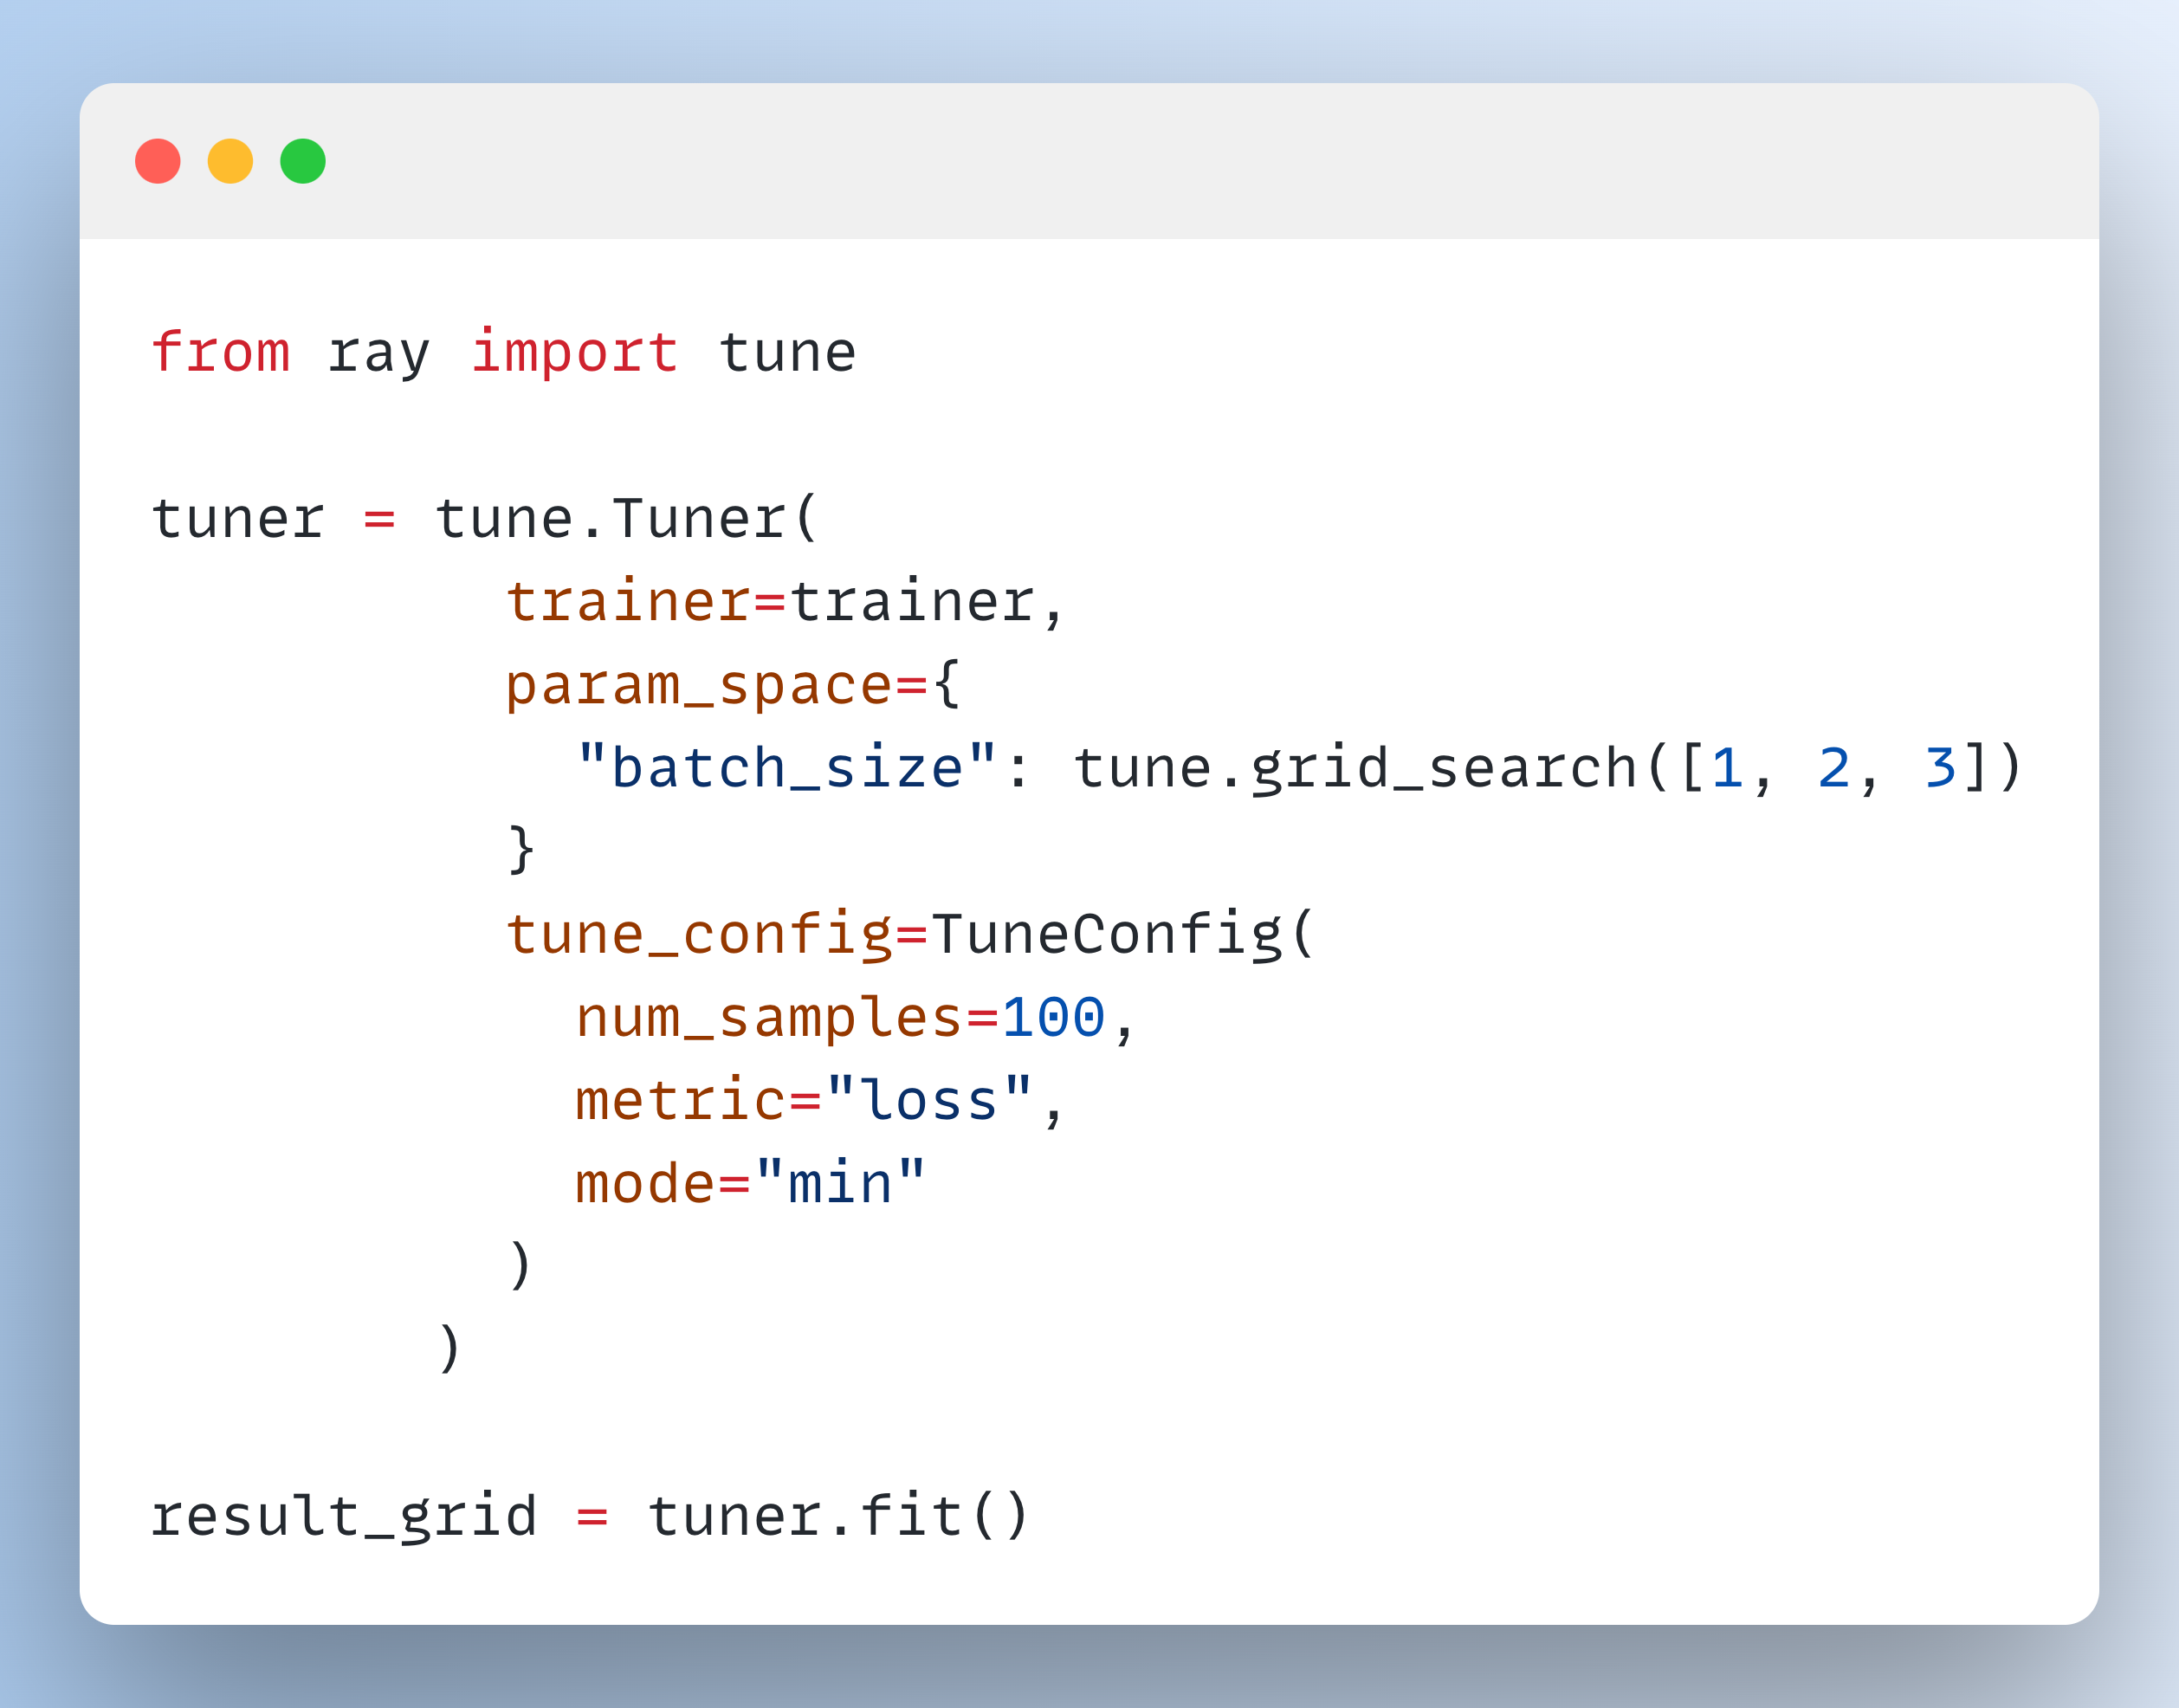 from ray import tune
tuner = tune.Tuner(
trainer=trainer,
param_space={
"batch_size": tune.grid_search([1, 2, 3])
}
tune_config=TuneConfig(
num_samples=100,
metric="loss",
mode="min"
)
)
result_grid = tuner.fit()